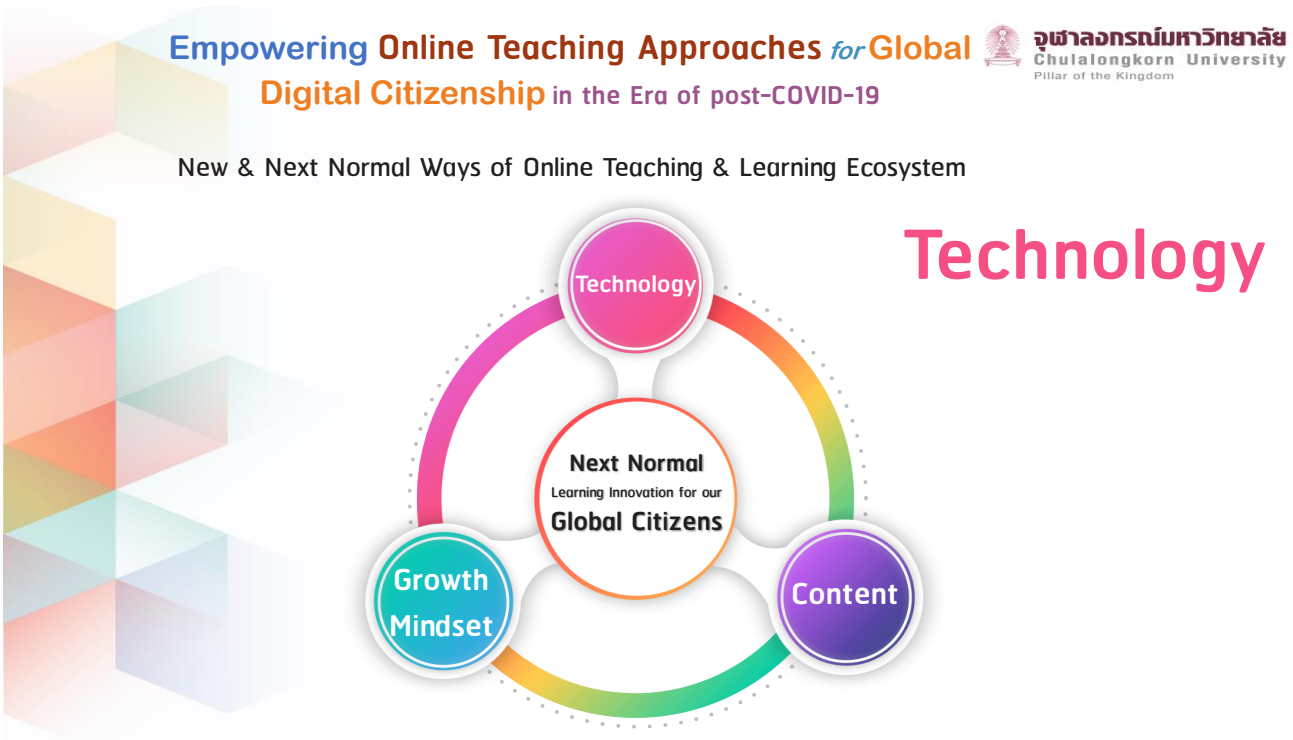 Empowering Online Teaching Approaches for Global
Digital Citizenship in the Era of post-COVID-19
จุฬาลงกรณ์มหาวิทยาลัย
Chulalongkorn University
Pillar of the Kingdom
New & Next Normal Ways of Online Teaching & Learning Ecosystem
Technology
Technology
Next Normal
Learning Innovation for our
Global Citizens
Growth
Mindset
Content